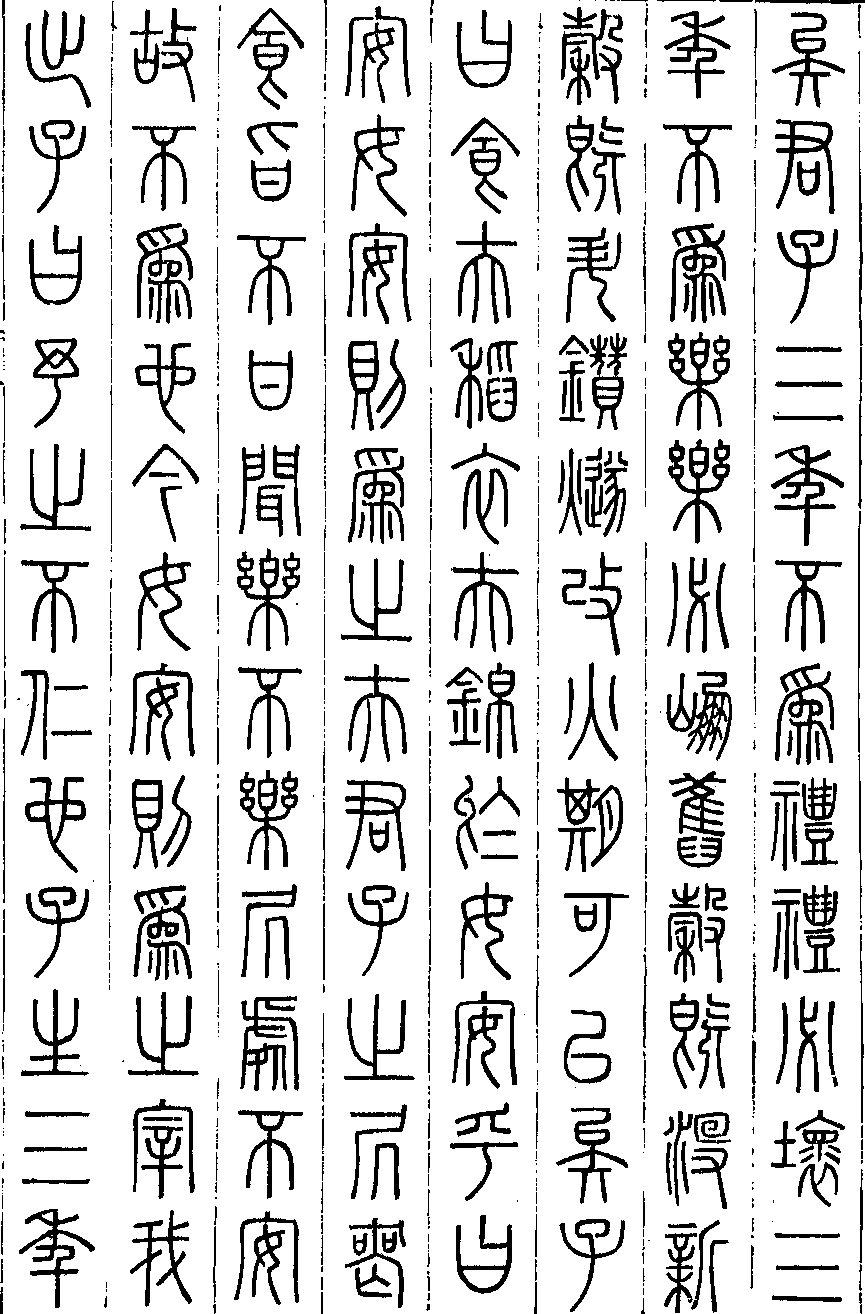 矣君子三年不爲禮禮必壞三
年不爲樂樂必崩舊穀既沒新
穀既升鑽燧改火期可已矣子
曰食夫稻衣夫錦於女安乎曰
安女安則爲之夫君子之居喪
食旨不甘聞樂不樂居處不安
故不爲也今女安則爲之宰我
出子曰予之不仁也子生三年